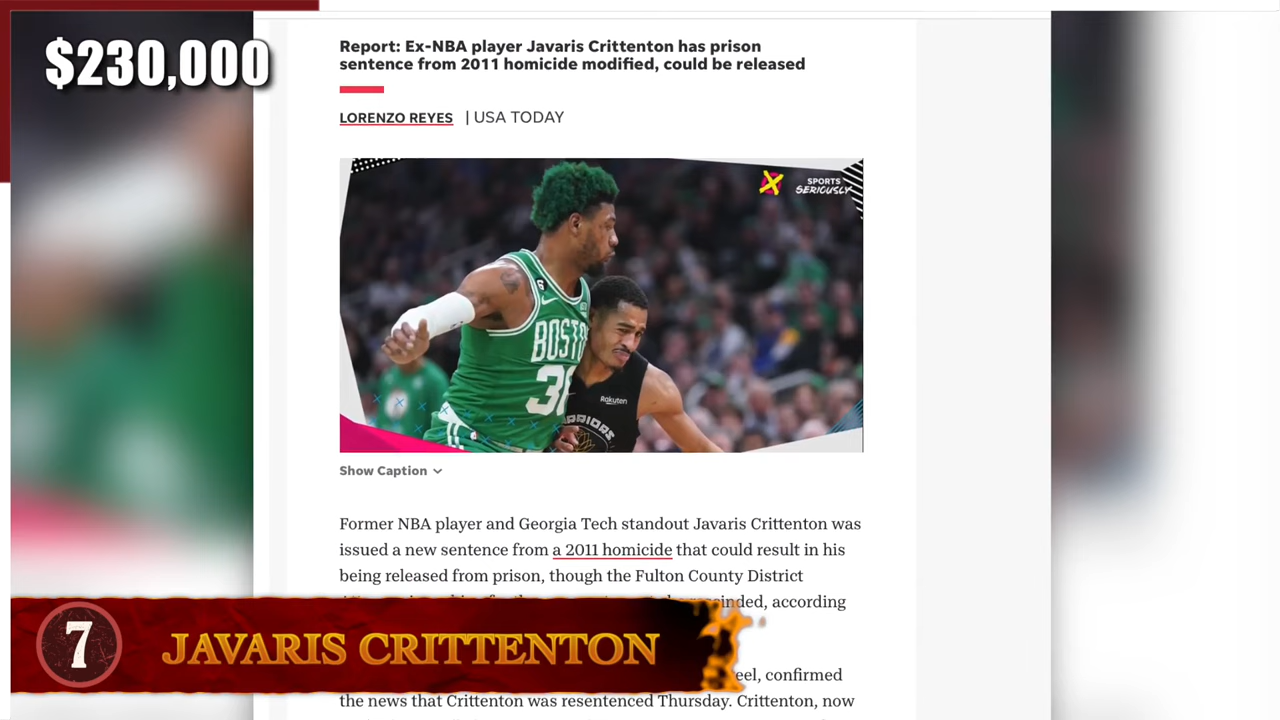 $230,000
Report: Ex-NBA player Javaris Crittenton has prison
sentence from 2011 homicide modified, could be released
LORENZO REYES | USA TODAY
SPORTS
SERIOUSLY
BOSTO
36
6
Rakuten
WARRIORS
Show Caption
Former NBA player and Georgia Tech standout Javaris Crittenton was
issued a new sentence from a 2011 homicide that could result in his
being released from prison, though the Fulton County District
according
7 JAVARIS CRITTENTON
confirmed
the news that Crittenton was resentenced Thursday. Crittenton, now